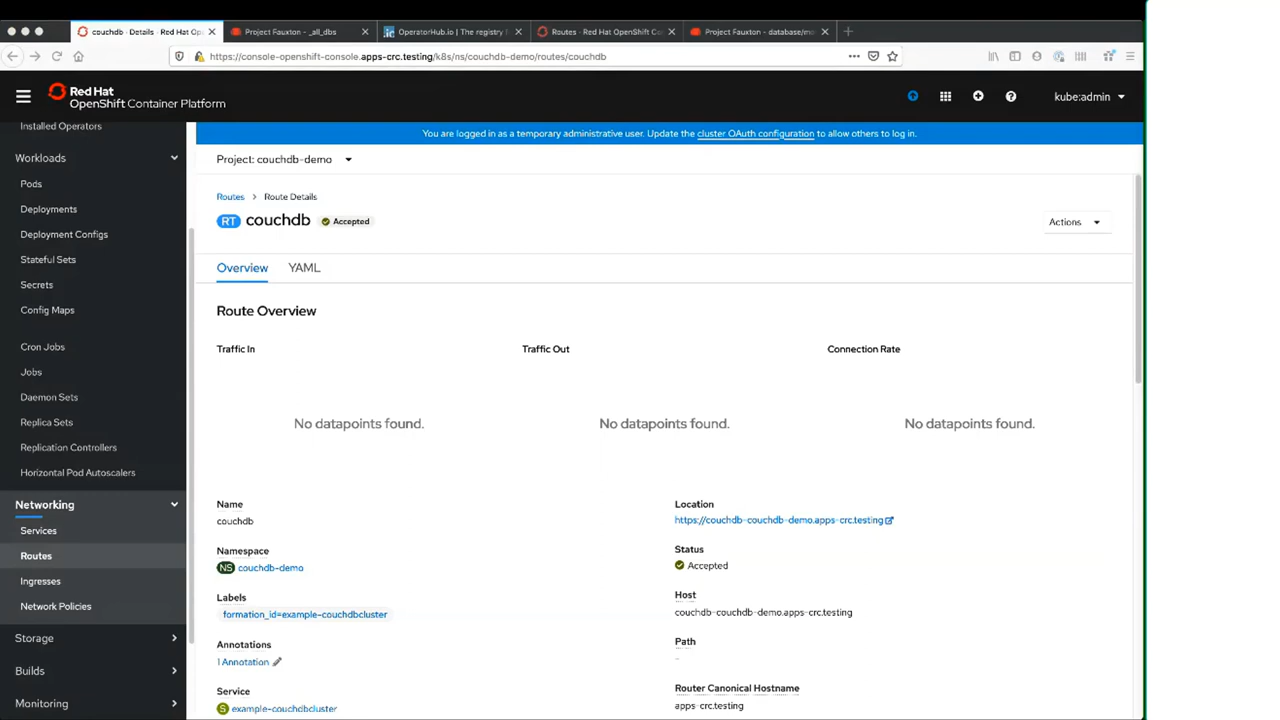 couchdb · Details · Red Hat Op
Project Fauxton - _all_dbs
OperatorHub.io | The registry f
Routes · Red Hat OpenShift Co
Project Fauxton - database/m
https://console-openshift-console.apps-crc.testing/k8s/ns/couchdb-demo/routes/couchdb
Red Hat
OpenShift Container Platform
kube:admin
You are logged in as a temporary administrative user. Update the cluster OAuth configuration to allow others to log in.
Project: couchdb-demo
Installed Operators
Workloads
Pods
Deployments
Deployment Configs
Stateful Sets
Secrets
Config Maps
Cron Jobs
Jobs
Daemon Sets
Replica Sets
Replication Controllers
Horizontal Pod Autoscalers
Networking
Services
Routes
Ingresses
Network Policies
Storage
Builds
Monitoring
Routes > Route Details
RT couchdb Accepted
Actions
Overview YAML
Route Overview
Traffic In
Traffic Out
Connection Rate
No datapoints found.
No datapoints found.
No datapoints found.
Name
couchdb
Namespace
NS couchdb-demo
Labels
formation_id=example-couchdbcluster
Annotations
1 Annotation
Service
S example-couchdbcluster
Location
https://couchdb-couchdb-demo.apps-crc.testing
Status
Accepted
Host
couchdb-couchdb-demo.apps-crc.testing
Path
-
Router Canonical Hostname
apps-crc.testing